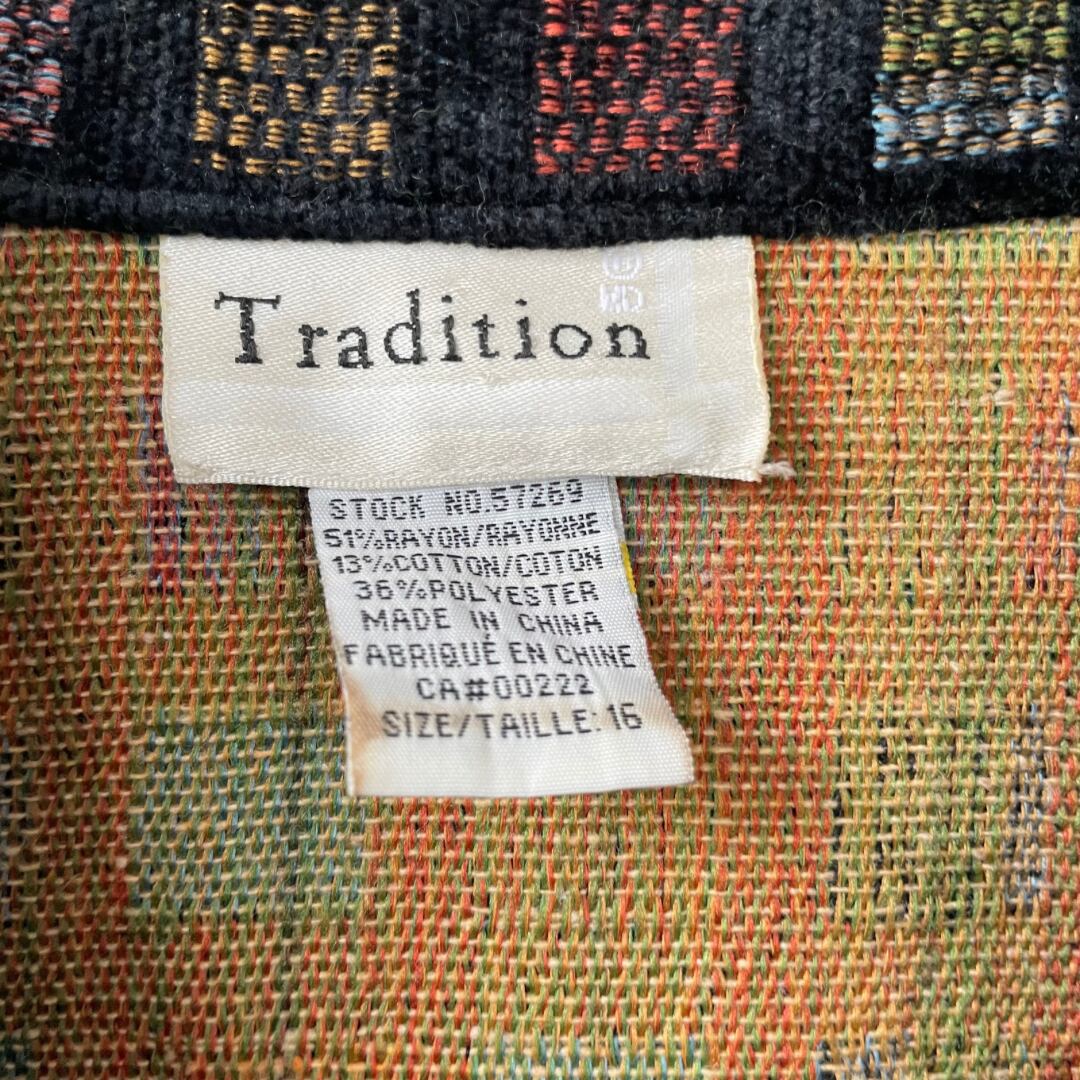 Tradition
STOCK NO.57269
51%RAYON/RAYONNE
13%COTTON/COTON
36%POLYESTER
MADE IN CHINA
FABRIQUÉ EN CHINE
CA#00222
SIZE/TAILLE: 16